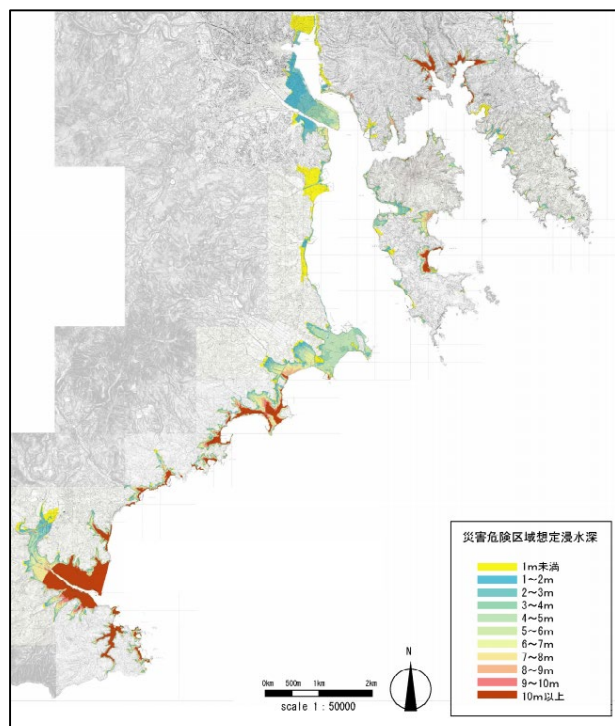 災害危険区域想定浸水深
1m未満
1～2m
2～3m
3～4m
4～5m
5～6m
6～7m
7～8m
8～9m
9～10m
10m以上
N
0km 500m 1km 2km
scale 1：50000